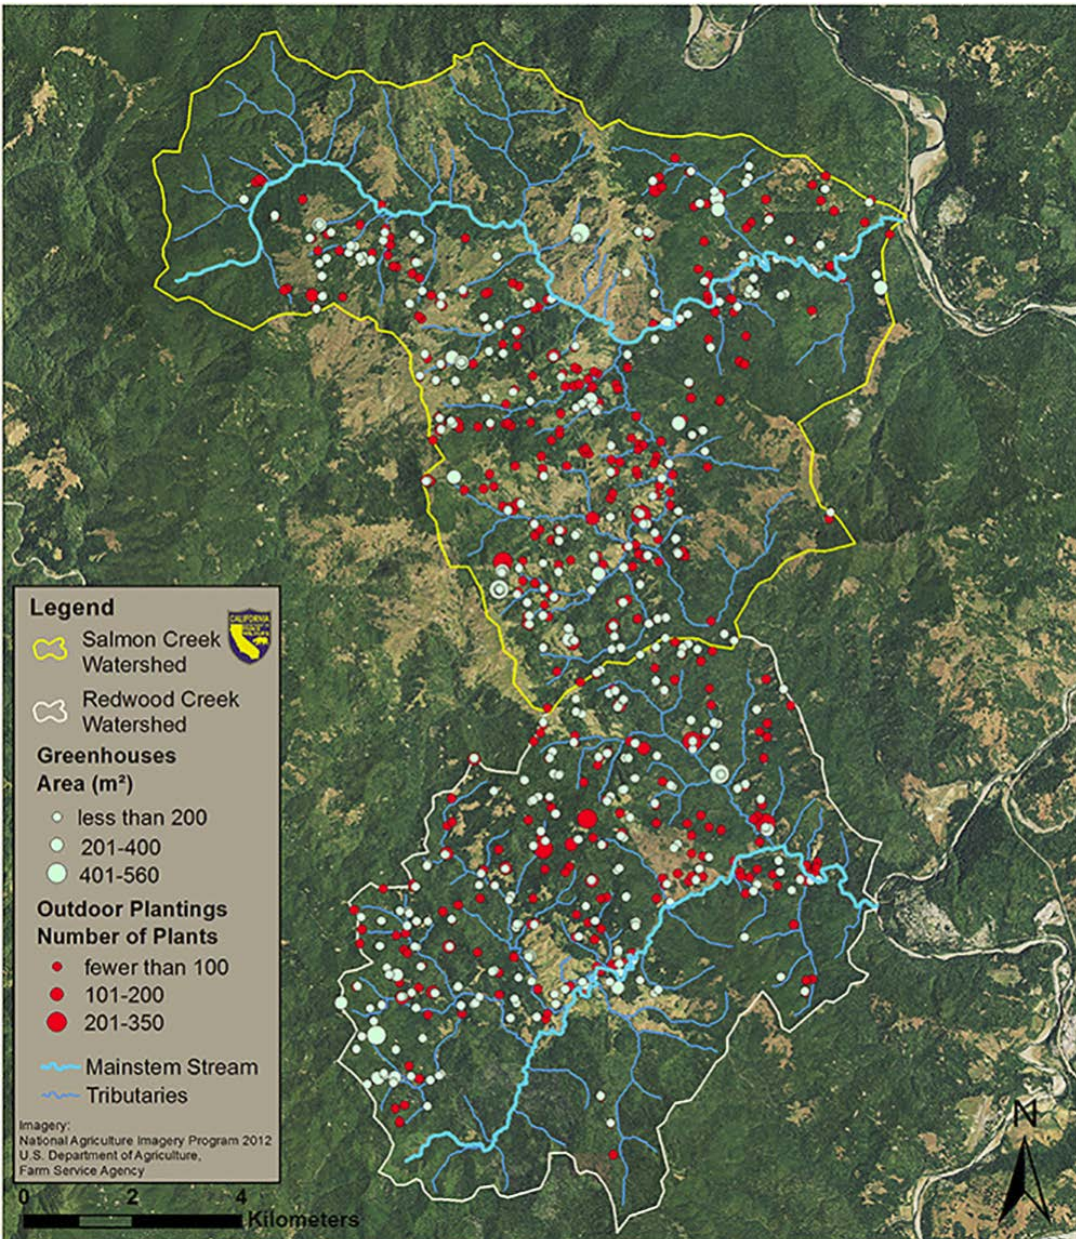 Legend
CALIFORNIA
Salmon Creek
Watershed
Redwood Creek
Watershed
Greenhouses
Area (m²)
less than 200
201-400
401-560
Outdoor Plantings
Number of Plants
fewer than 100
101-200
201-350
Mainstem Stream
Tributaries
Imagery:
National Agriculture Imagery Program 2012
U.S. Department of Agriculture,
Farm Service Agency
0 2 4
Kilometers
N